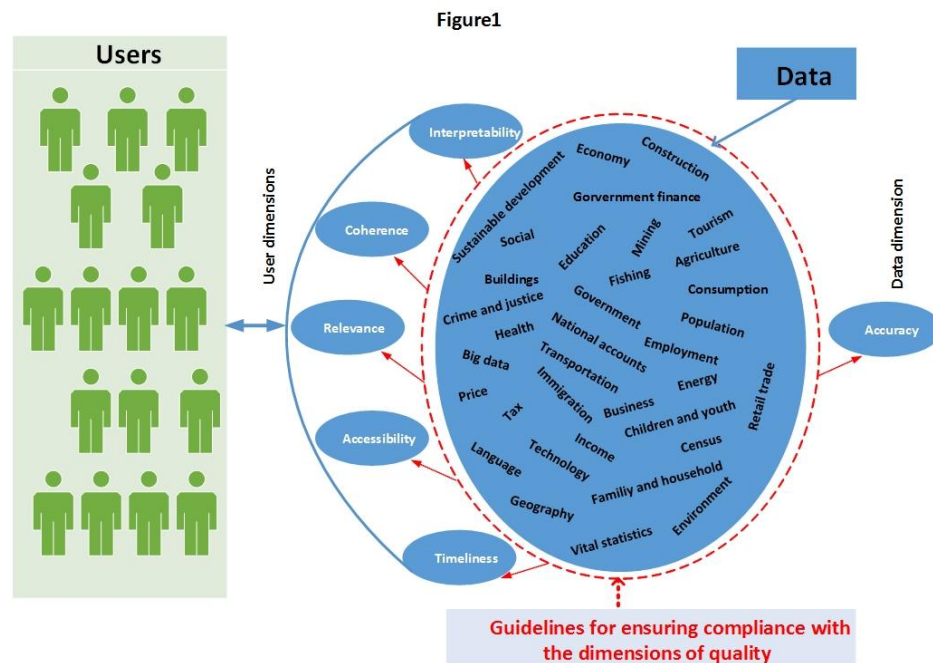 Figure1
Users
Data
User dimensions
Data dimension
Interpretability
Coherence
Relevance
Accessibility
Timeliness
Accuracy
Construction
Economy
Sustainable development
Gorvernment finance
Tourism
Mining
Social
Education
Agriculture
Fishing
Buildings
Consumption
Crime and justice
Government
Population
Health
National accounts
Employment
Big data
Transportation
Energy
Price
Immigration
Retail trade
Tax
Business
Children and youth
Income
Census
Language
Technology
Familiy and household
Geography
Environment
Vital statistics
Guidelines for ensuring compliance with
the dimensions of quality